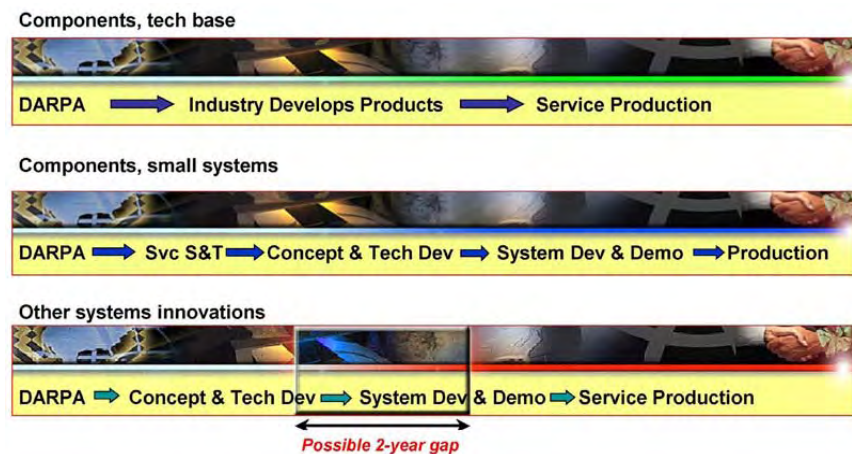 Components, tech base
DARPA Industry Develops Products Service Production
Components, small systems
DARPA Svc S&T Concept & Tech Dev System Dev & Demo Production
Other systems innovations
DARPA Concept & Tech Dev System Dev & Demo Service Production
Possible 2-year gap